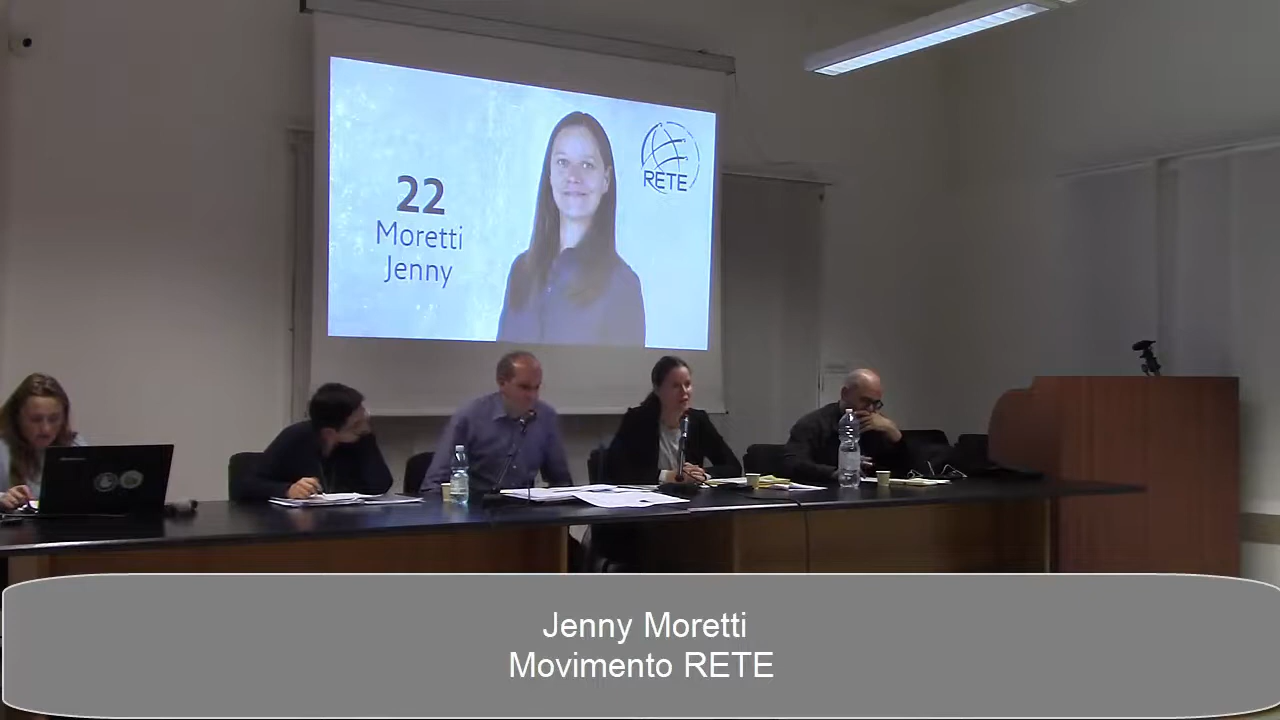 22
Moretti
Jenny
RETE
Jenny Moretti
Movimento RETE